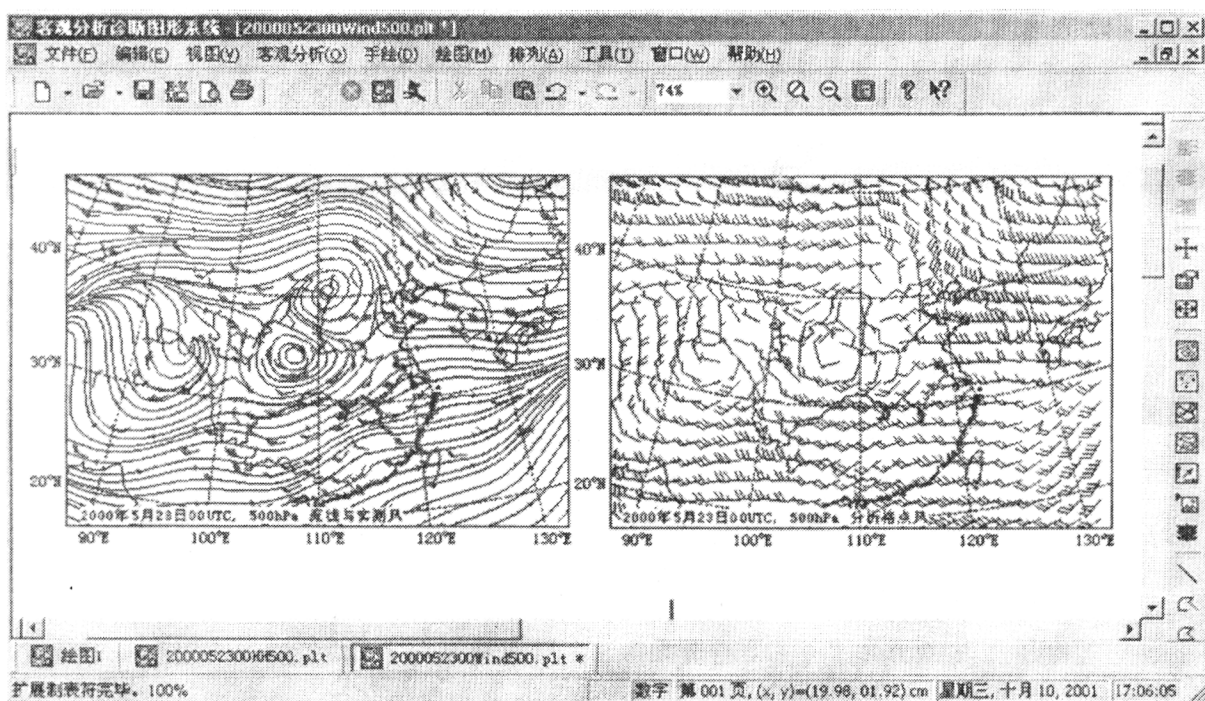 客观分析诊断图形系统 - [2000052300Wind500.plt *]
文件(F) 编辑(E) 视图(V) 客观分析(O) 手绘(D) 绘图(M) 排列(A) 工具(T) 窗口(W) 帮助(H)
74%
40°N 40°N
30°N 30°N
20°N 20°N
2000年5月23日00UTC, 500hPa 流线与实测风 2000年5月23日00UTC, 500hPa 分析格点风
90°E 100°E 110°E 120°E 130°E 90°E 100°E 110°E 120°E 130°E
绘图1 2000052300HH500.plt 2000052300Wind500.plt *
扩展制表符完毕。100% 数字 第 001 页, (x, y)=(19.98, 01.92) cm 星期三, 十月 10, 2001 17:06:05